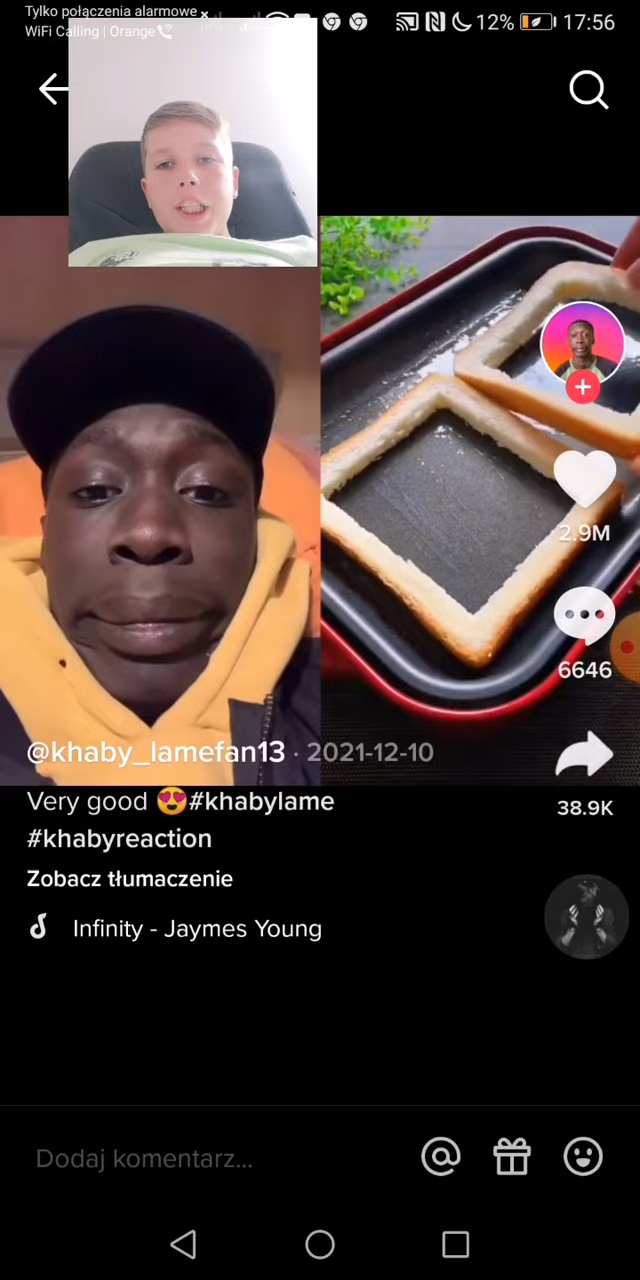 Tylko połączenia alarmowe
WiFi Calling | Orange
12%
17:56
2.9M
6646
@khaby_lamefan13 · 2021-12-10
38.9K
Very good 😍#khabylame
#khabyreaction
Zobacz tłumaczenie
Infinity - Jaymes Young
Dodaj komentarz...